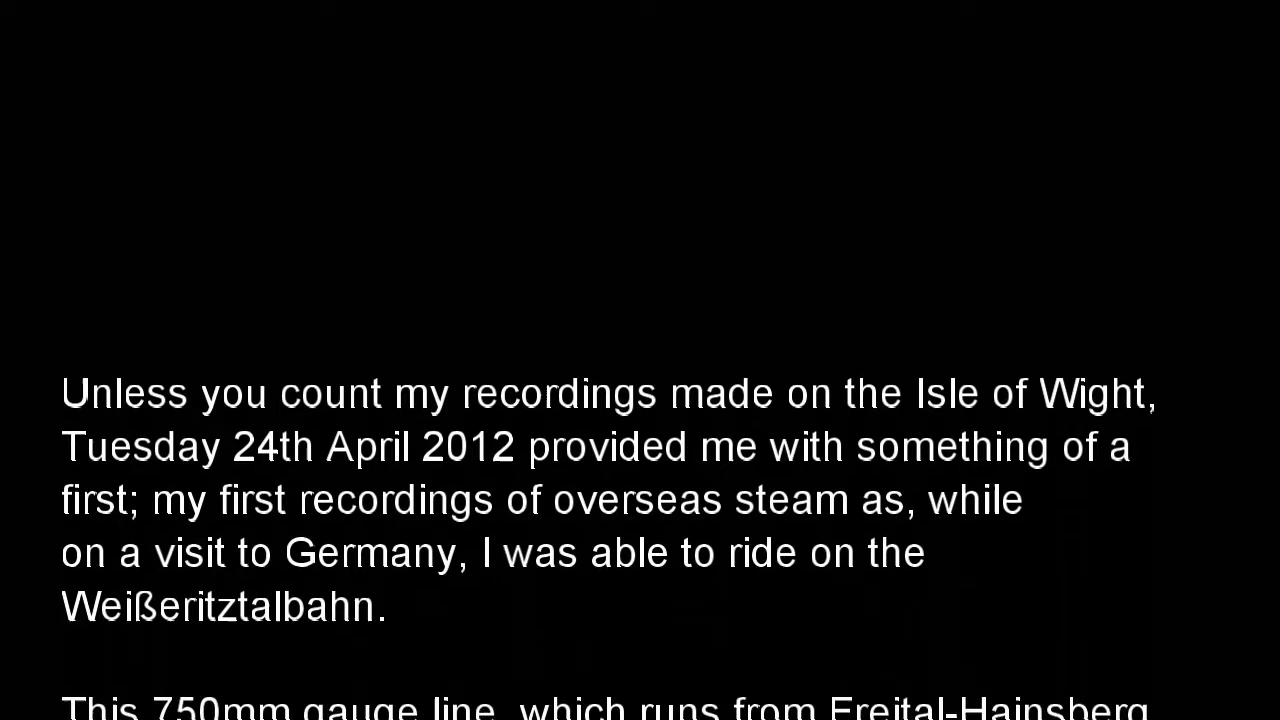 Unless you count my recordings made on the Isle of Wight,
Tuesday 24th April 2012 provided me with something of a
first; my first recordings of overseas steam as, while
on a visit to Germany, I was able to ride on the
Weißeritztalbahn.
This 750mm gauge line, which runs from Freital-Hainsberg